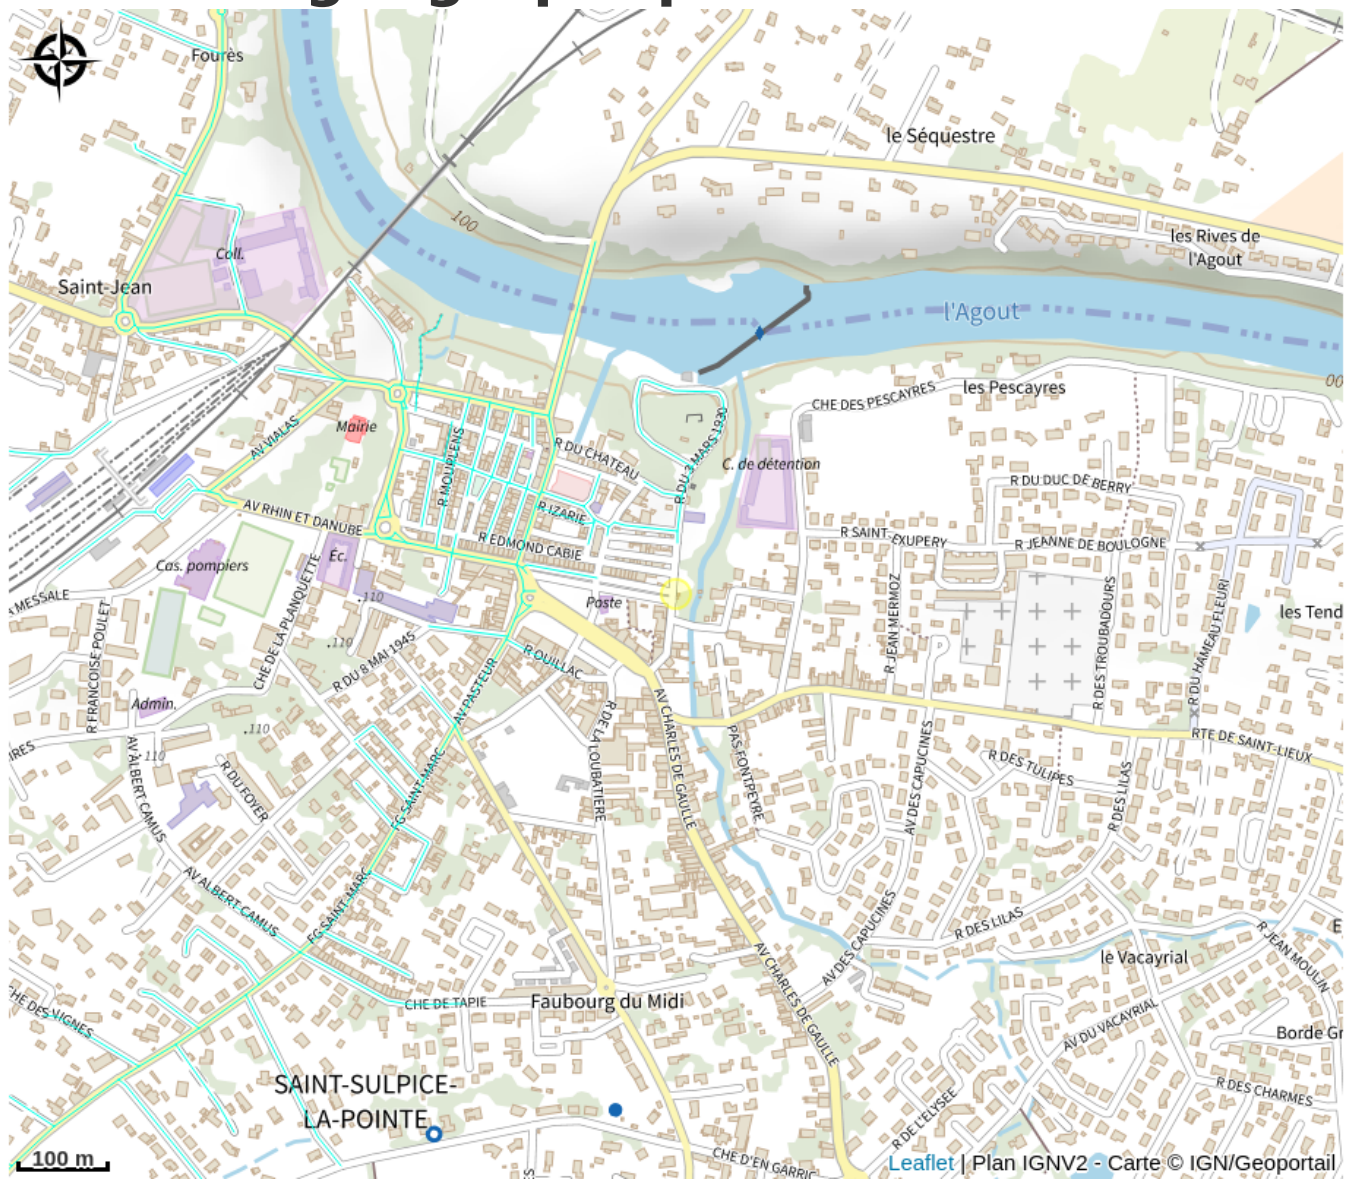 Fourès
le Séquestre
100
les Rives de
l'Agout
Coll.
Saint-Jean
l'Agout
00
les Pescayres
CHE DES PESCAYRES
Mairie
AV VIALAS
R MOUPLENS
R DU CHATEAU
R DU 3 MARS 1930
C. de détention
R DU DUC DE BERRY
R IZARIE
AV RHIN ET DANUBE
R EDMOND CABIE
R SAINT-EXUPERY
R JEANNE DE BOULOGNE
Éc.
Cas. pompiers
.110
Poste
R JEAN MERMOZ
R DES TROUBADOURS
R DU HAMEAU FLEURI
les Tend
A MESSALE
R FRANCOISE POULET
CHE DE LA PLANQUETTE
.110
R DU 8 MAI 1945
R OUILLAC
AV PASTEUR
Admin.
.110
.110
IRES
AV ALBERT CAMUS
R DU FOYER
R DE LA LOUBATIERE
AV CHARLES DE GAULLE
PAS FONTPEYRE
AV DES CAPUCINES
R DES TULIPES
R DES LILAS
RTE DE SAINT-LIEUX
FG SAINT-MARC
AV ALBERT CAMUS
FG SAINT-MARC
AV DES CAPUCINES
R DES LILAS
R JEAN MOULIN
E
le Vacayrial
AV CHARLES DE GAULLE
CHE DES VIGNES
CHE DE TAPIE
Faubourg du Midi
AV DU VACAYRIAL
Borde Gr
SAINT-SULPICE-
LA-POINTE
R DE L'ELYSEE
R DES CHARMES
CHE D'EN GARRIC
100 m
Leaflet | Plan IGNV2 - Carte © IGN/Geoportail